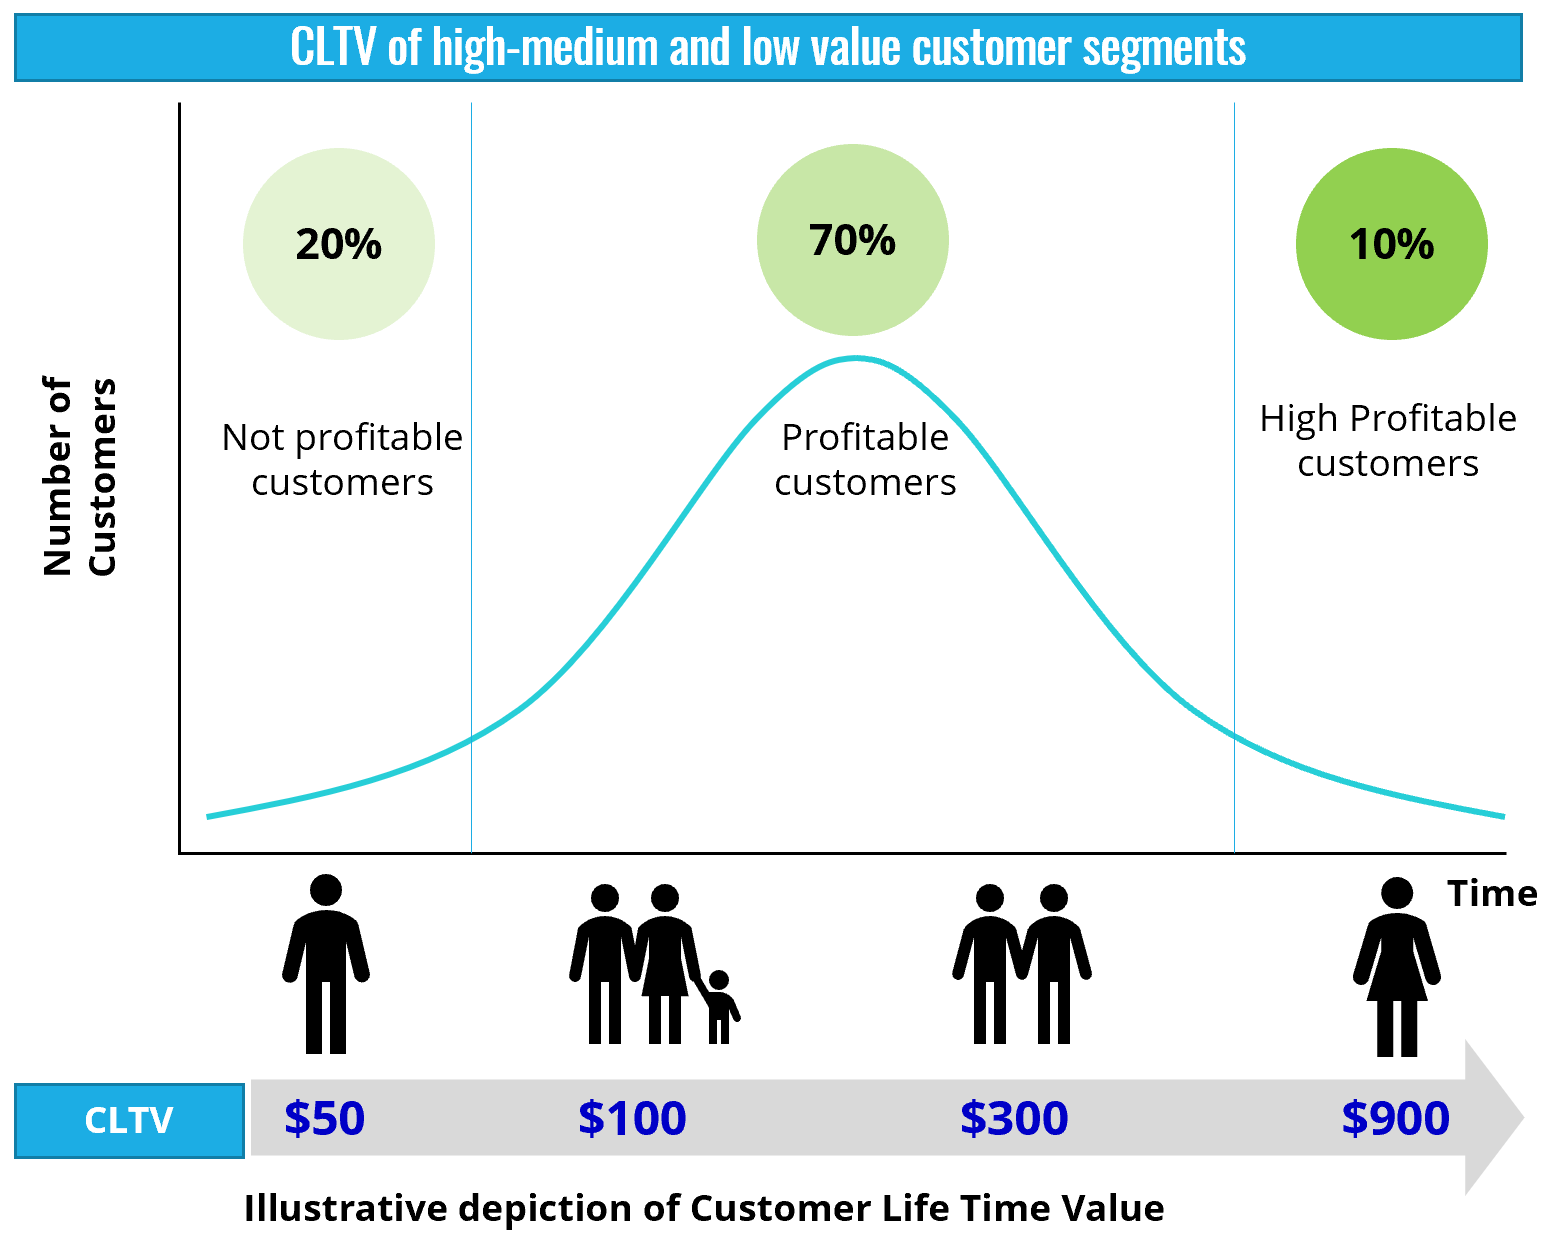 CLTV of high-medium and low value customer segments
20%
70%
10%
Not profitable
customers
Profitable
customers
High Profitable
customers
Number of
Customers
Time
CLTV
$50
$100
$300
$900
Illustrative depiction of Customer Life Time Value